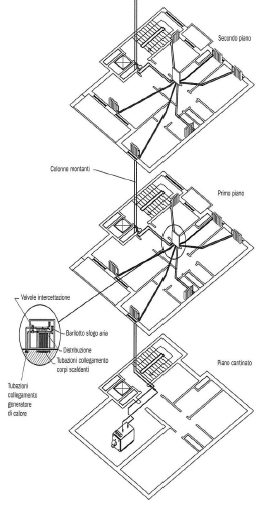 Secondo piano
Colonne montanti
Primo piano
Valvole intercettazione
Barilotto sfogo aria
Distribuzione
Tubazioni collegamento
corpi scaldanti
Piano cantinato
Tubazioni
collegamento
generatore
di calore